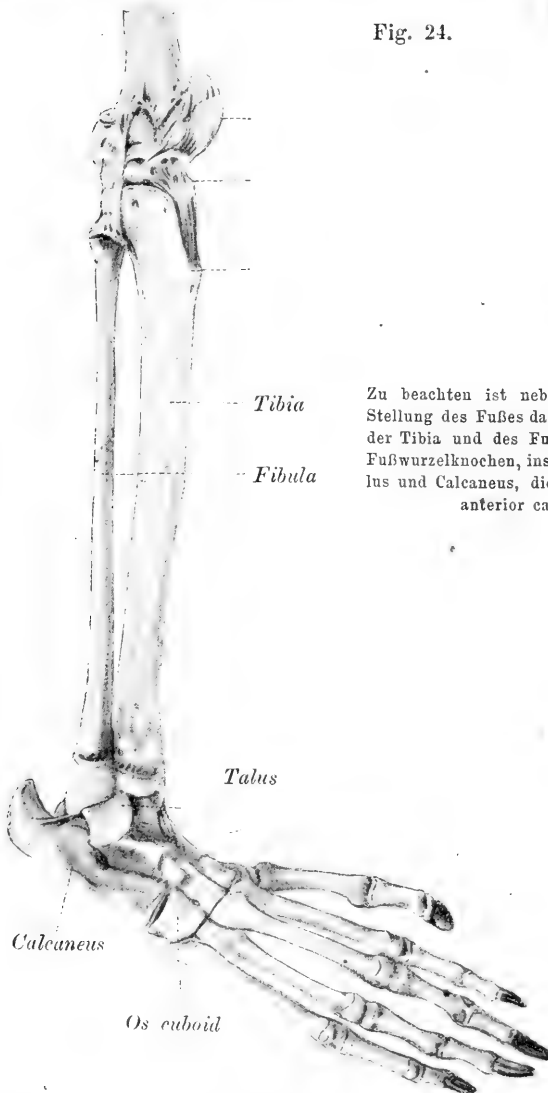 Fig. 24.
Tibia
Fibula
Zu beachten ist neb
Stellung des Fußes da
der Tibia und des Fu
Fußwurzelknochen, ins
lus und Calcaneus, die
anterior ca
Talus
Calcaneus
Os cuboid